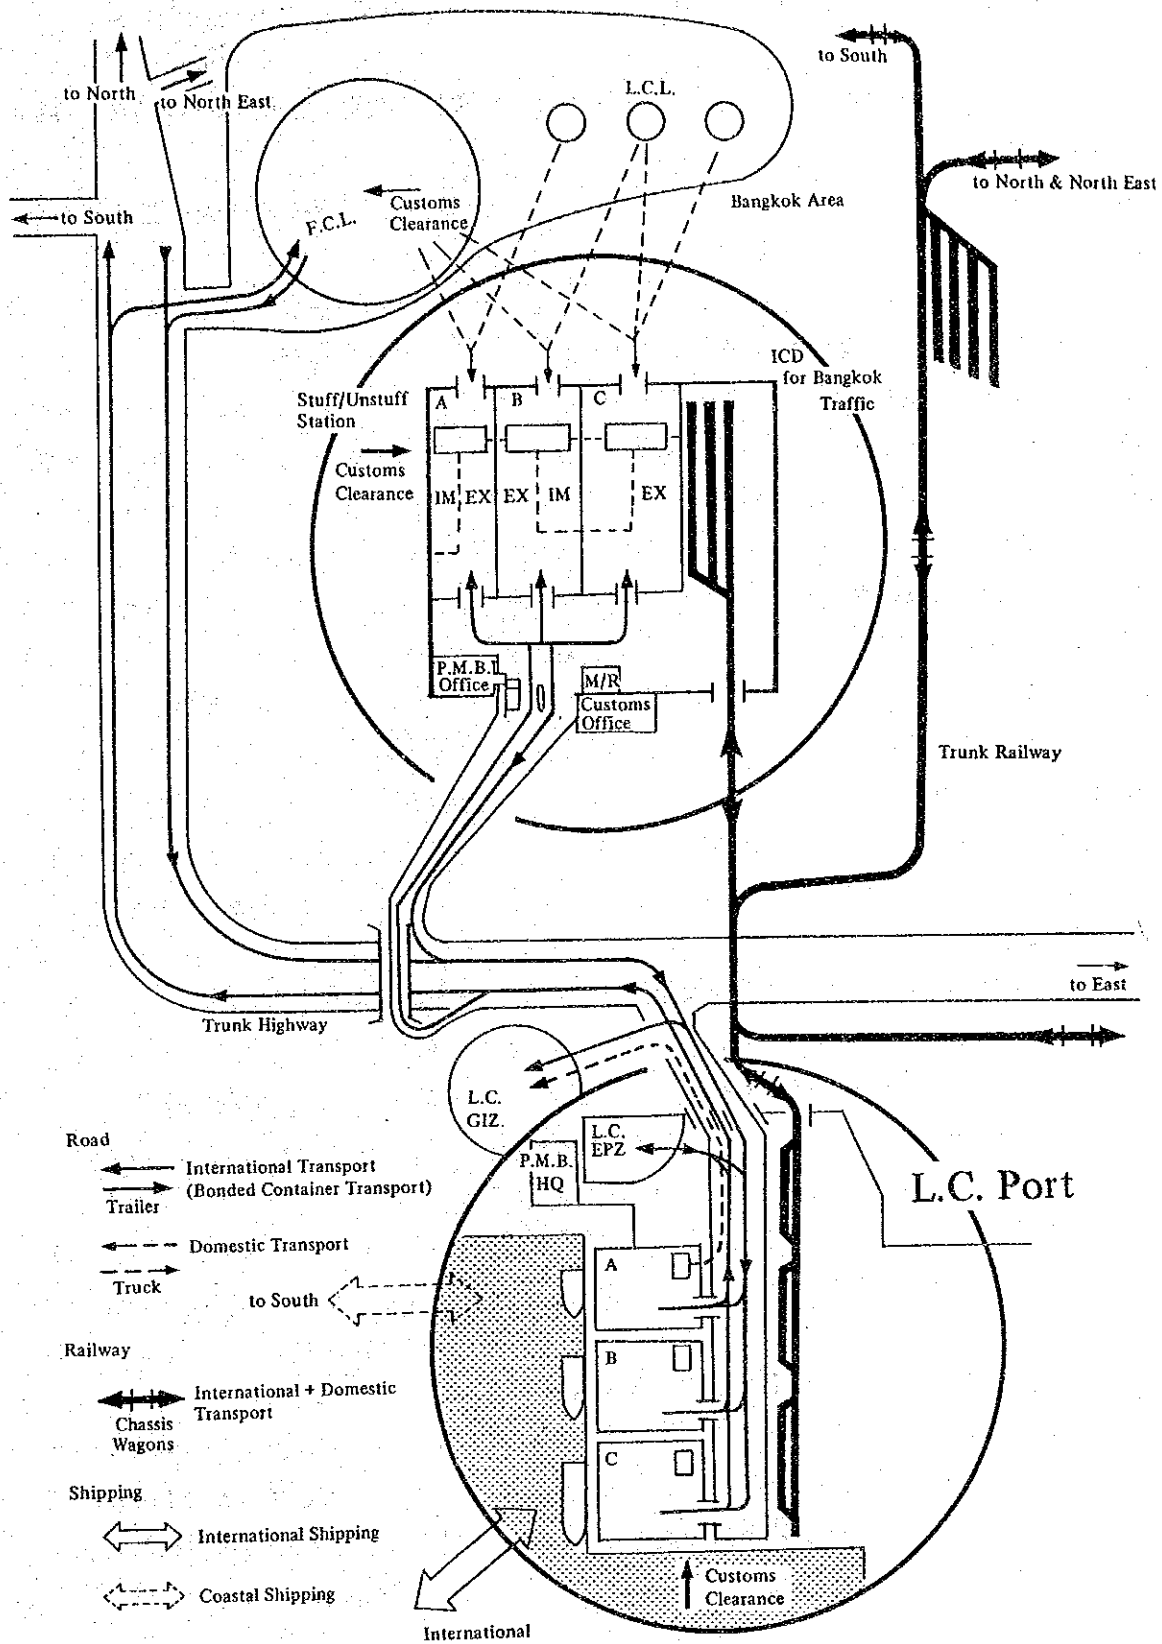 to South
to North
to North East
L.C.L.
to North & North East
Customs
Clearance
to South
F.C.L.
Bangkok Area
ICD
for Bangkok
Traffic
Stuff/Unstuff
Station
A
B
C
Customs
Clearance
IM
EX
EX
IM
EX
P.M.B.
Office
M/R
Customs
Office
Trunk Railway
to East
Trunk Highway
L.C.
GIZ.
L.C.
EPZ
P.M.B.
HQ
L.C. Port
Road
International Transport
(Bonded Container Transport)
Trailer
Domestic Transport
Truck
to South
A
B
C
Railway
International + Domestic
Transport
Chassis
Wagons
Shipping
International Shipping
Coastal Shipping
Customs
Clearance
International